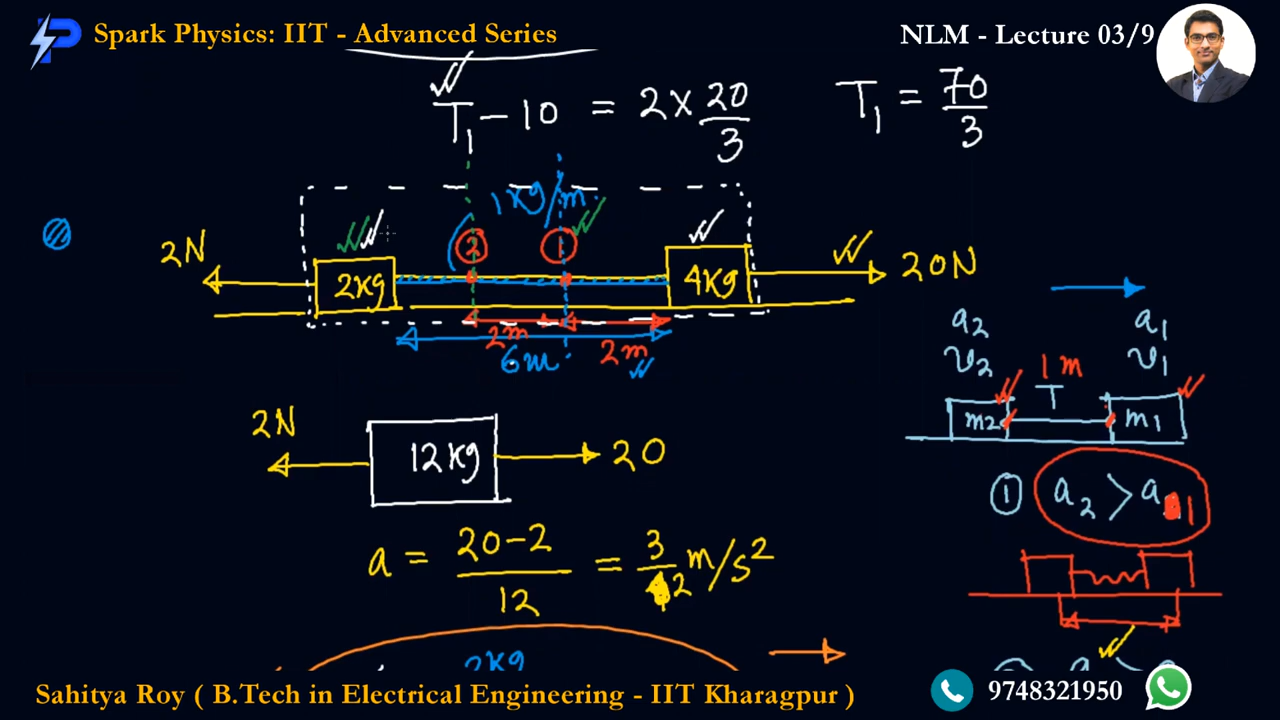 Spark Physics: IIT - Advanced Series
NLM - Lecture 03/9
T1 - 10 = 2 × 20/3
T1 = 70/3
1 kg/m
2N
2 1
2kg
4kg
20N
2m
2m
6m
a2 a1
v2 v1
1m
T
m2 m1
2N
12kg
20
① a2 > a1
a = 20-2/12 = 3/2 m/s²
2kg
Sahitya Roy ( B.Tech in Electrical Engineering - IIT Kharagpur )
9748321950